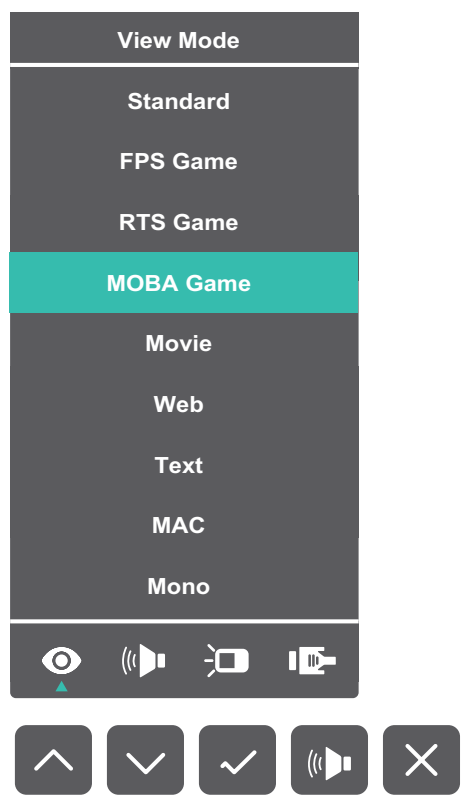 View Mode
Standard
FPS Game
RTS Game
MOBA Game
Movie
Web
Text
MAC
Mono